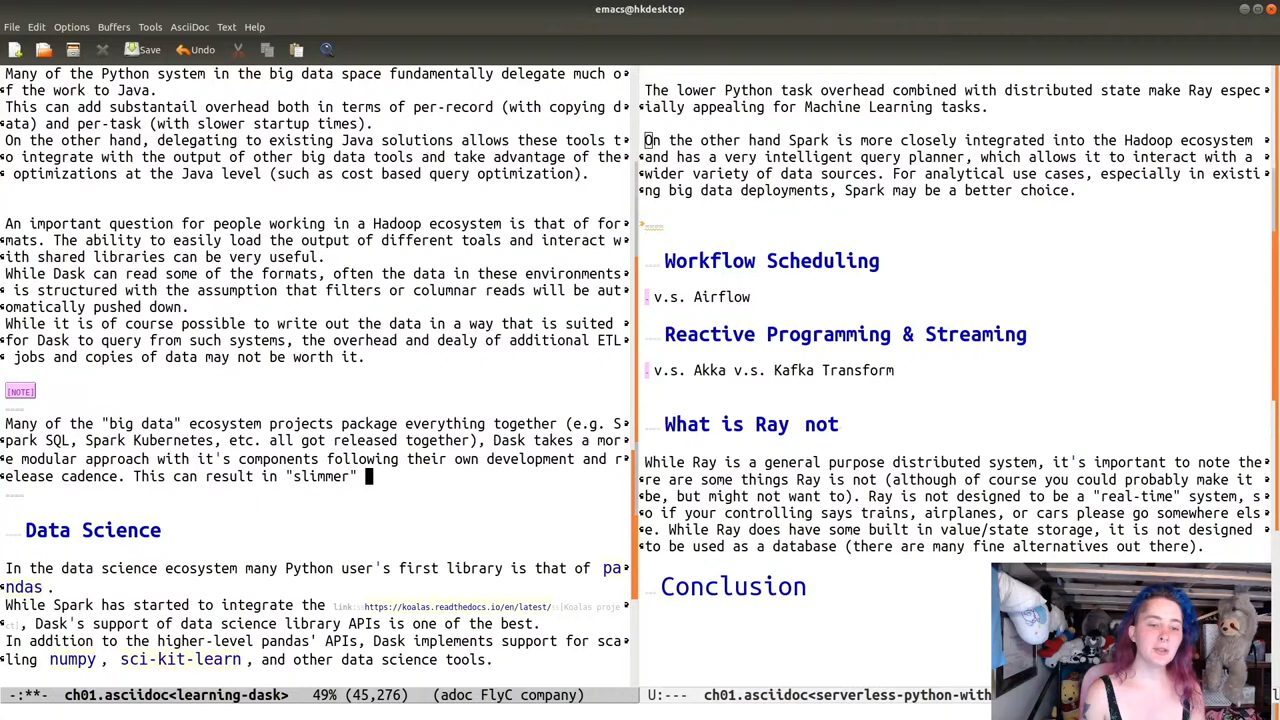 emacs@hkdesktop
File Edit Options Buffers Tools AsciiDoc Text Help
Save Undo
Many of the Python system in the big data space fundamentally delegate much o
f the work to Java.
This can add substantail overhead both in terms of per-record (with copying d
ata) and per-task (with slower startup times).
On the other hand, delegating to existing Java solutions allows these tools t
o integrate with the output of other big data tools and take advantage of the
optimizations at the Java level (such as cost based query optimization).
An important question for people working in a Hadoop ecosystem is that of for
mats. The ability to easily load the output of different toals and interact w
ith shared libraries can be very useful.
While Dask can read some of the formats, often the data in these environments
is structured with the assumption that filters or columnar reads will be aut
omatically pushed down.
While it is of course possible to write out the data in a way that is suited
for Dask to query from such systems, the overhead and dealy of additional ETL
jobs and copies of data may not be worth it.
[NOTE]
====
Many of the "big data" ecosystem projects package everything together (e.g. S
park SQL, Spark Kubernetes, etc. all got released together), Dask takes a mor
e modular approach with it's components following their own development and r
elease cadence. This can result in "slimmer"
====
Data Science
In the data science ecosystem many Python user's first library is that of pa
ndas.
While Spark has started to integrate the link:https://koalas.readthedocs.io/en/latest/[Koalas proje
ct], Dask's support of data science library APIs is one of the best.
In addition to the higher-level pandas' APIs, Dask implements support for sca
ling numpy, sci-kit-learn, and other data science tools.
-:**- ch01.asciidoc<learning-dask> 49% (45,276) (adoc FlyC company)
The lower Python task overhead combined with distributed state make Ray espec
ially appealing for Machine Learning tasks.
On the other hand Spark is more closely integrated into the Hadoop ecosystem
and has a very intelligent query planner, which allows it to interact with a
wider variety of data sources. For analytical use cases, especially in existi
ng big data deployments, Spark may be a better choice.
Workflow Scheduling
. v.s. Airflow
Reactive Programming & Streaming
. v.s. Akka v.s. Kafka Transform
What is Ray not
While Ray is a general purpose distributed system, it's important to note the
re are some things Ray is not (although of course you could probably make it
be, but might not want to). Ray is not designed to be a "real-time" system, s
o if your controlling says trains, airplanes, or cars please go somewhere els
e. While Ray does have some built in value/state storage, it is not designed
to be used as a database (there are many fine alternatives out there).
Conclusion
U:--- ch01.asciidoc<serverless-python-with